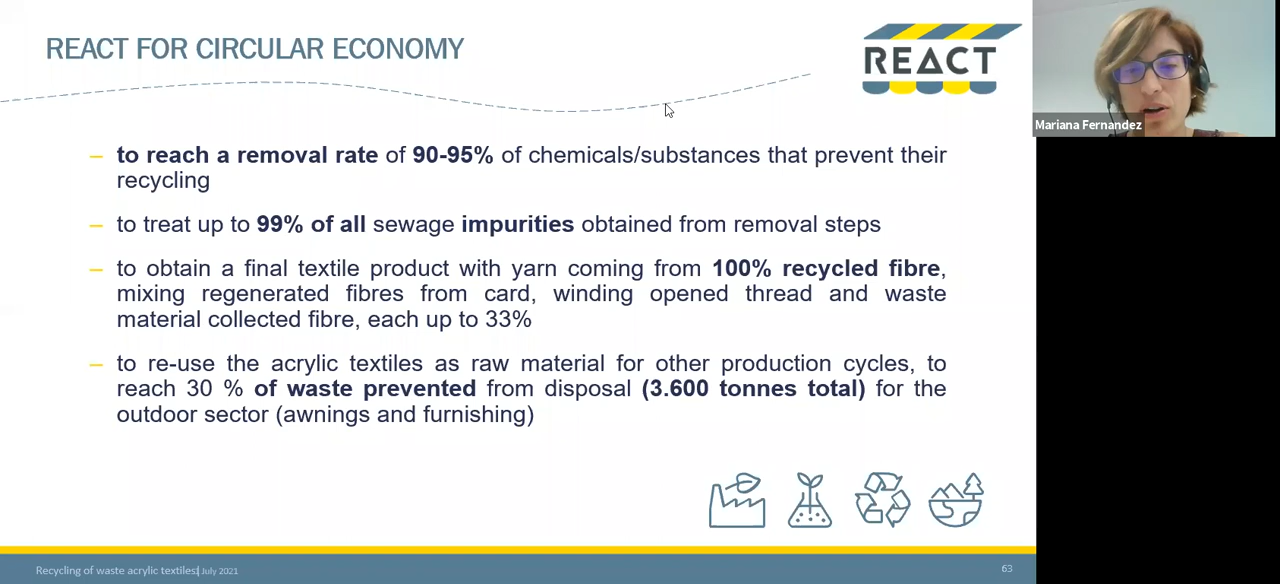 REACT FOR CIRCULAR ECONOMY
REACT
Mariana Fernandez
– to reach a removal rate of 90-95% of chemicals/substances that prevent their
recycling
– to treat up to 99% of all sewage impurities obtained from removal steps
– to obtain a final textile product with yarn coming from 100% recycled fibre,
mixing regenerated fibres from card, winding opened thread and waste
material collected fibre, each up to 33%
– to re-use the acrylic textiles as raw material for other production cycles, to
reach 30 % of waste prevented from disposal (3.600 tonnes total) for the
outdoor sector (awnings and furnishing)
Recycling of waste acrylic textiles| July 2021
63